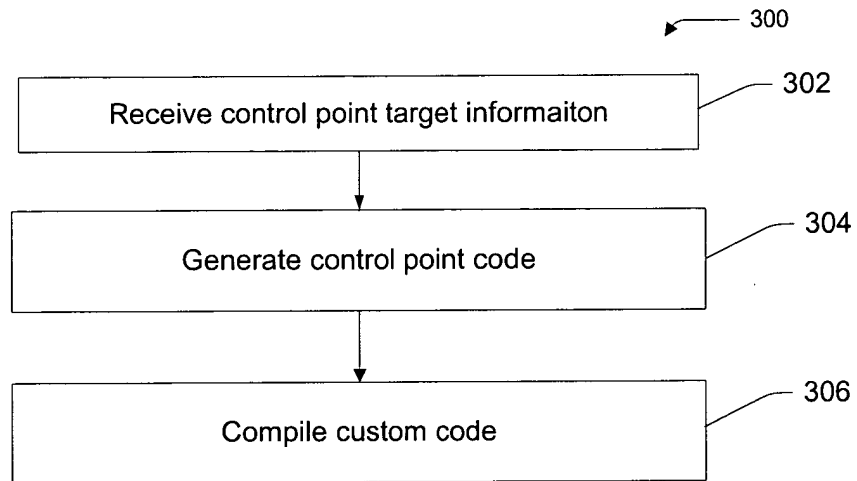 300
Receive control point target informaiton
302
Generate control point code
304
Compile custom code
306